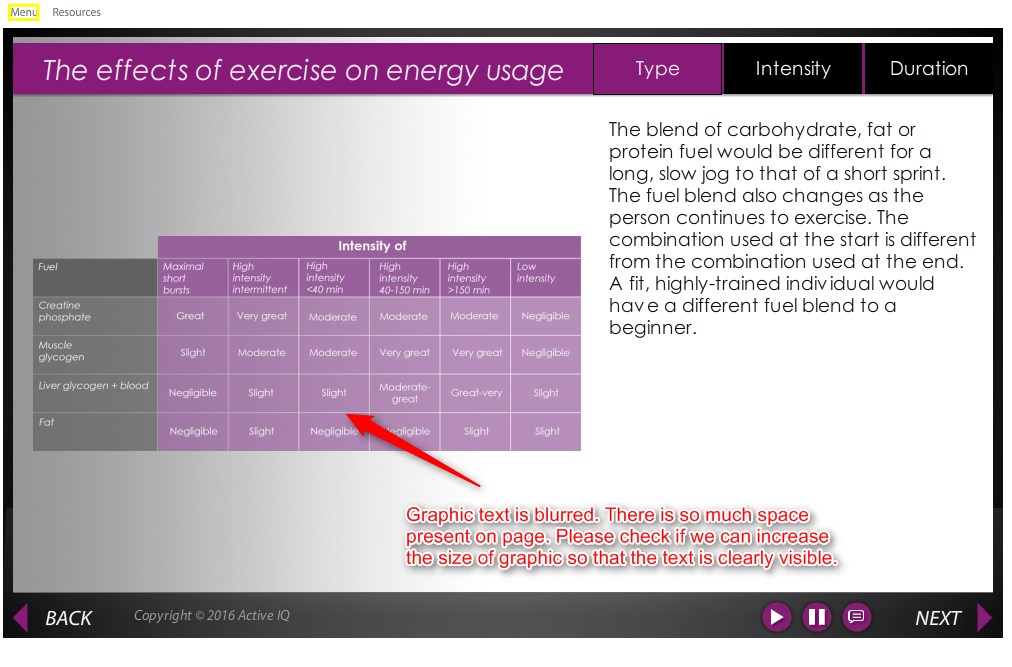 Menu Resources
The effects of exercise on energy usage Type Intensity Duration
The blend of carbohydrate, fat or
protein fuel would be different for a
long, slow jog to that of a short sprint.
The fuel blend also changes as the
person continues to exercise. The
combination used at the start is different
from the combination used at the end.
A fit, highly-trained individual would
have a different fuel blend to a
beginner.
Intensity of
Fuel Maximal short bursts High intensity intermittent High intensity <40 min High intensity 40-150 min High intensity >150 min Low intensity
Creatine phosphate Great Very great Moderate Moderate Moderate Negligible
Muscle glycogen Slight Moderate Moderate Very great Very great Negligible
Liver glycogen + blood Negligible Slight Slight Moderate-great Great-very Slight
Fat Negligible Slight Negligible Negligible Slight Slight
Graphic text is blurred. There is so much space
present on page. Please check if we can increase
the size of graphic so that the text is clearly visible.
BACK Copyright © 2016 Active IQ NEXT